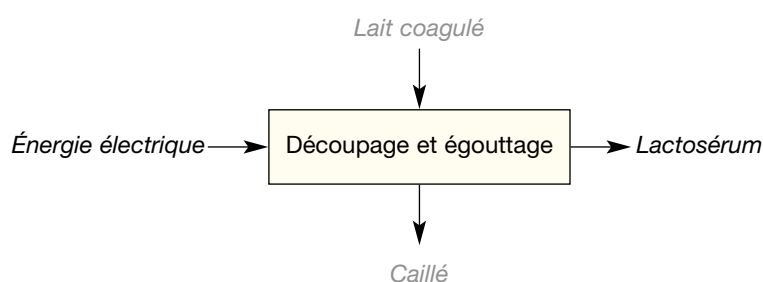 Lait coagulé
Énergie électrique
Découpage et égouttage
Lactosérum
Caillé